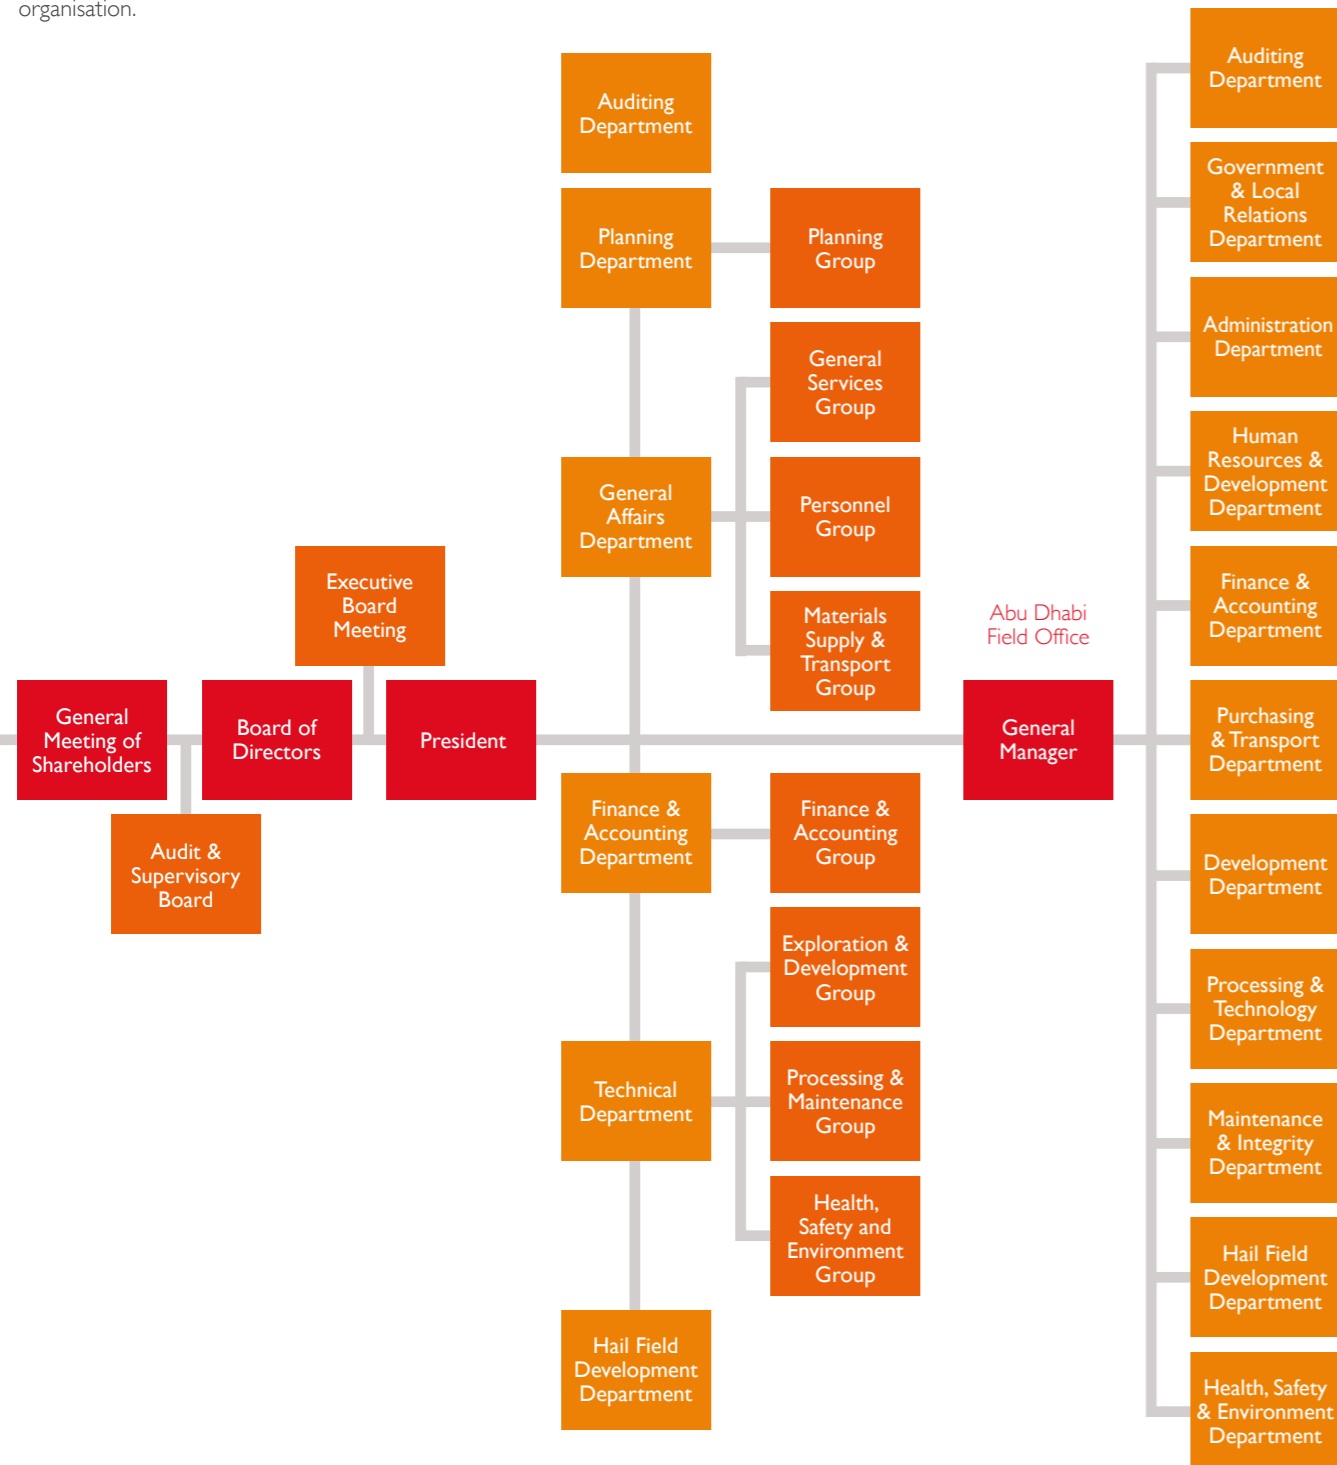 organisation.
General
Meeting of
Shareholders
Audit &
Supervisory
Board
Board of
Directors
Executive
Board
Meeting
President
Auditing
Department
Planning
Department
Planning
Group
General
Affairs
Department
General
Services
Group
Personnel
Group
Materials
Supply &
Transport
Group
Finance &
Accounting
Department
Finance &
Accounting
Group
Technical
Department
Exploration &
Development
Group
Processing &
Maintenance
Group
Health,
Safety and
Environment
Group
Hail Field
Development
Department
Abu Dhabi
Field Office
General
Manager
Auditing
Department
Government
& Local
Relations
Department
Administration
Department
Human
Resources &
Development
Department
Finance &
Accounting
Department
Purchasing
& Transport
Department
Development
Department
Processing &
Technology
Department
Maintenance
& Integrity
Department
Hail Field
Development
Department
Health, Safety
& Environment
Department